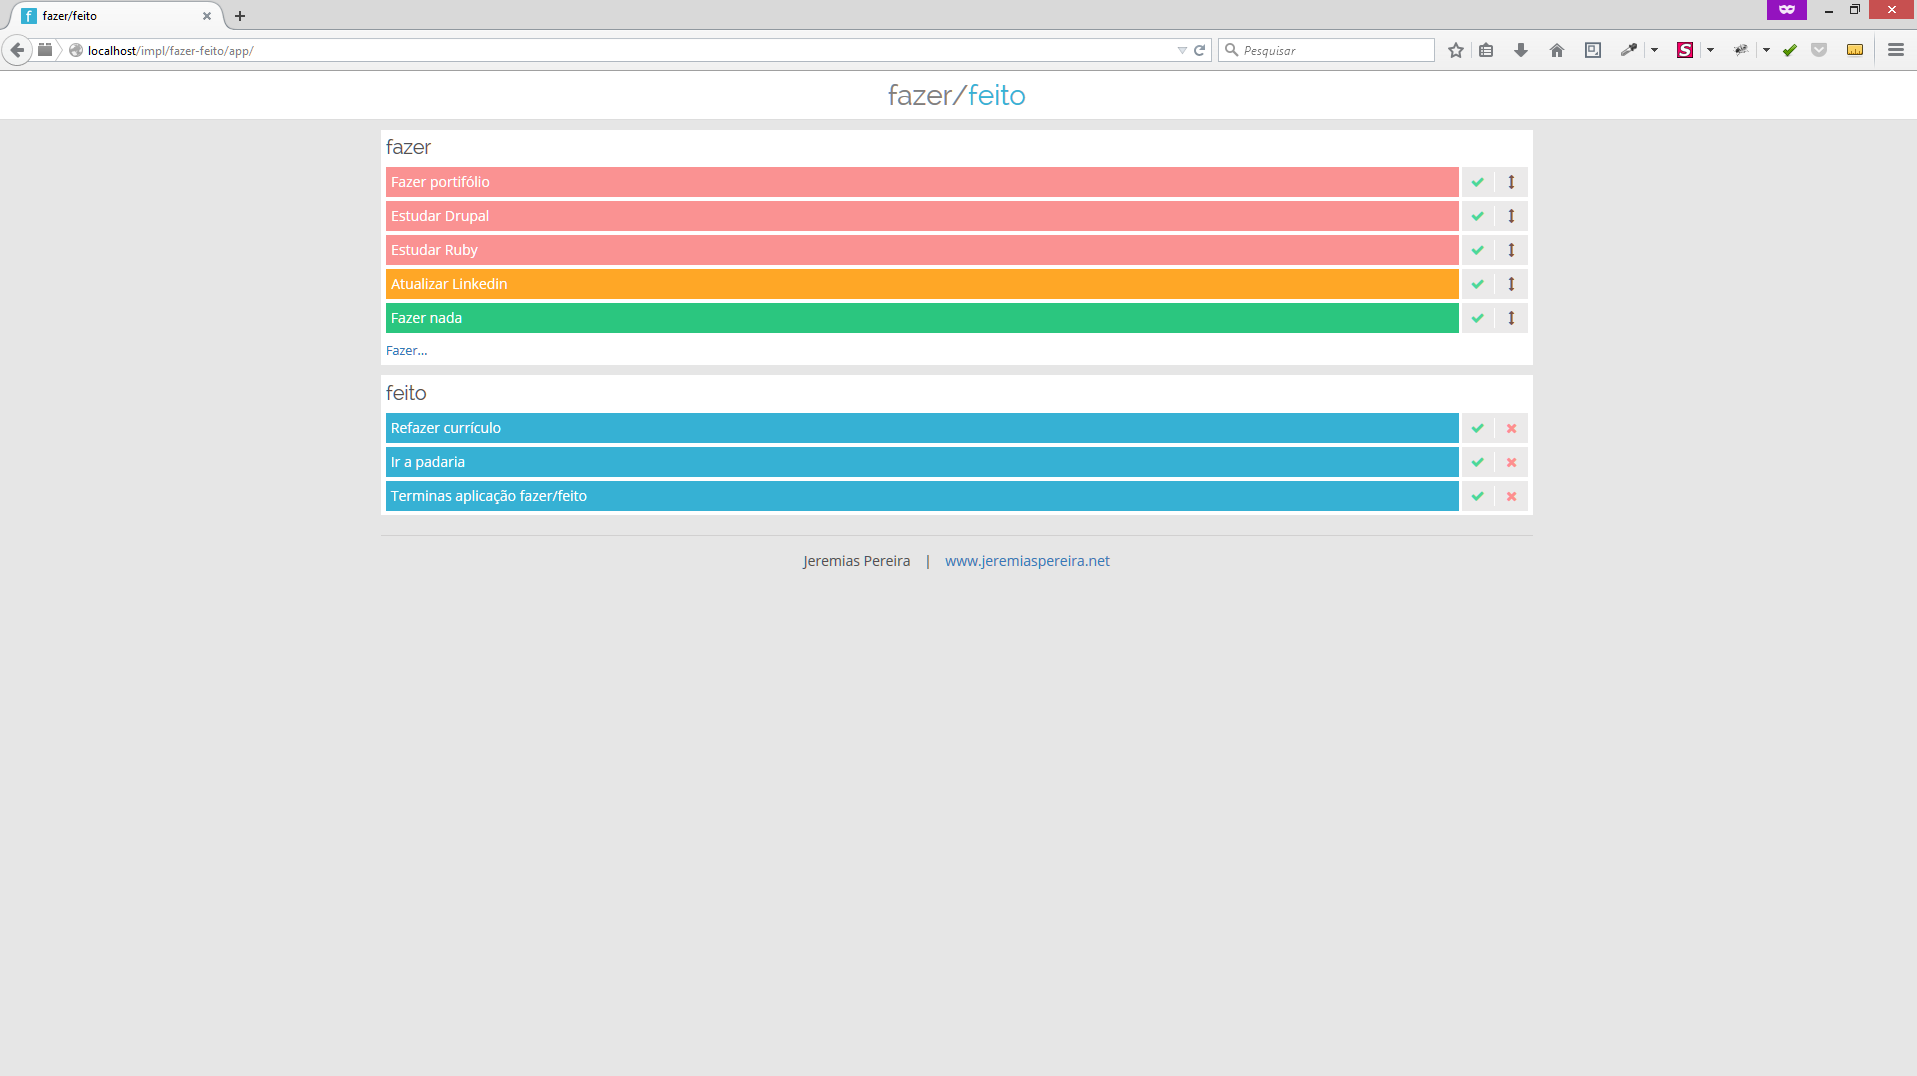 fazer/feito
localhost/impl/fazer-feito/app/
Pesquisar
fazer/feito
fazer
Fazer portifólio
Estudar Drupal
Estudar Ruby
Atualizar Linkedin
Fazer nada
Fazer...
feito
Refazer currículo
Ir a padaria
Terminas aplicação fazer/feito
Jeremias Pereira | www.jeremiaspereira.net